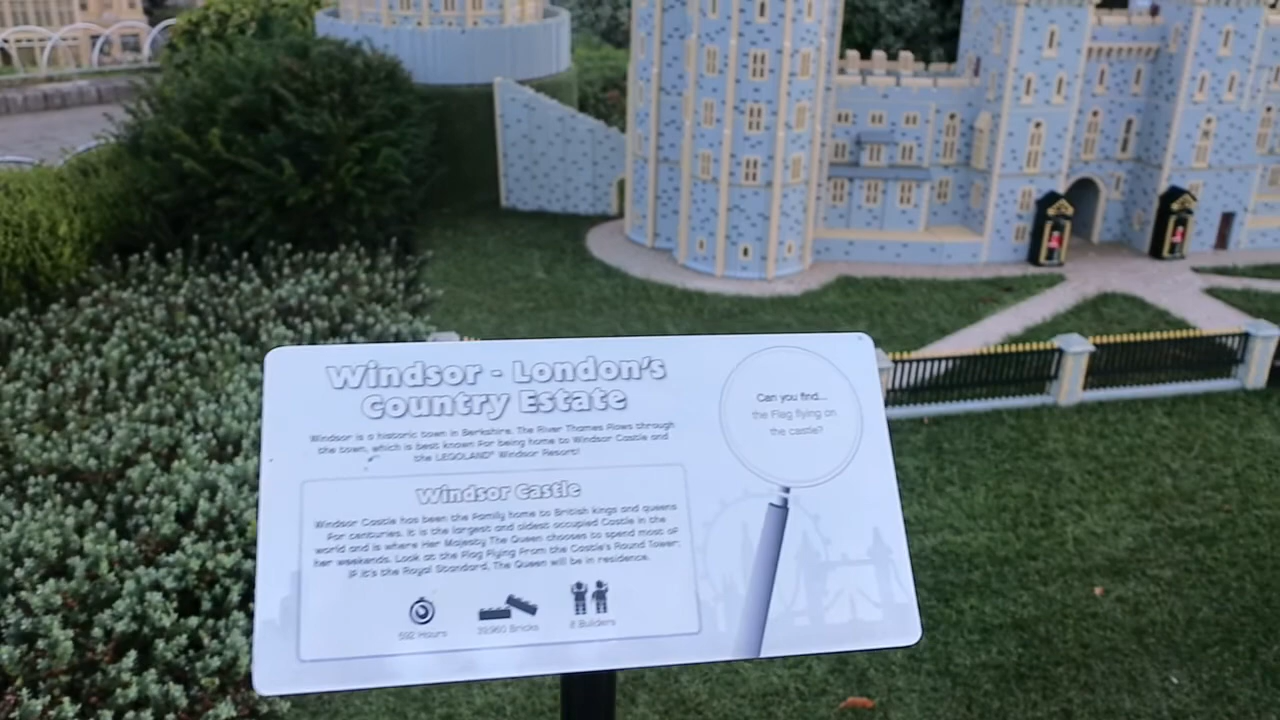 Windsor - London's
Country Estate
Windsor is a historic town in Berkshire. The River Thames flows through
the town, which is best known for being home to Windsor Castle and
the LEGOLAND® Windsor Resort!
Windsor Castle
Windsor Castle has been the family home to British kings and queens
for centuries. It is the largest and oldest occupied Castle in the
world and is where Her Majesty The Queen chooses to spend most of
her weekends. Look at the flag flying from the Castle's Round Tower;
if it's the Royal Standard, The Queen will be in residence.
592 Hours
39,960 Bricks
8 Builders
Can you find...
the Flag flying on
the castle?